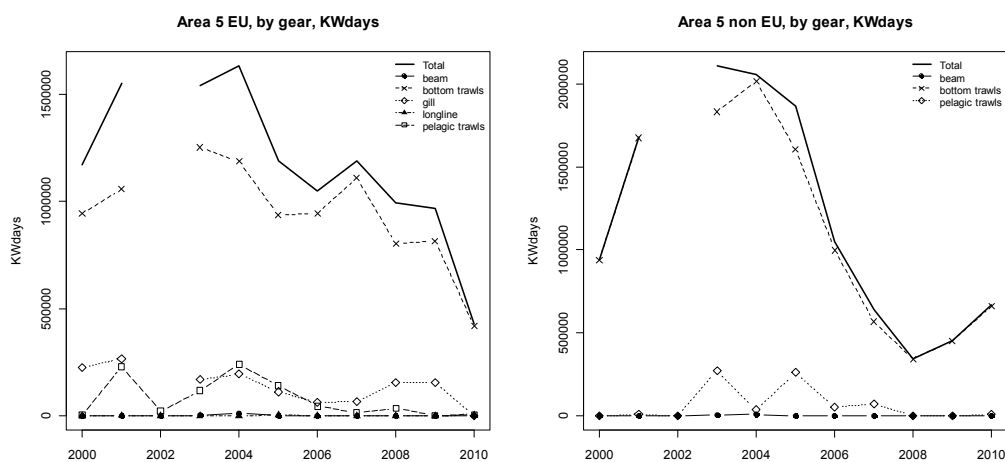 Area 5 EU, by gear, KWdays
Total
beam
bottom trawls
gill
longline
pelagic trawls
KWdays
0
500000
1000000
1500000
2000
2002
2004
2006
2008
2010
Area 5 non EU, by gear, KWdays
Total
beam
bottom trawls
pelagic trawls
KWdays
0
500000
1000000
1500000
2000000
2000
2002
2004
2006
2008
2010